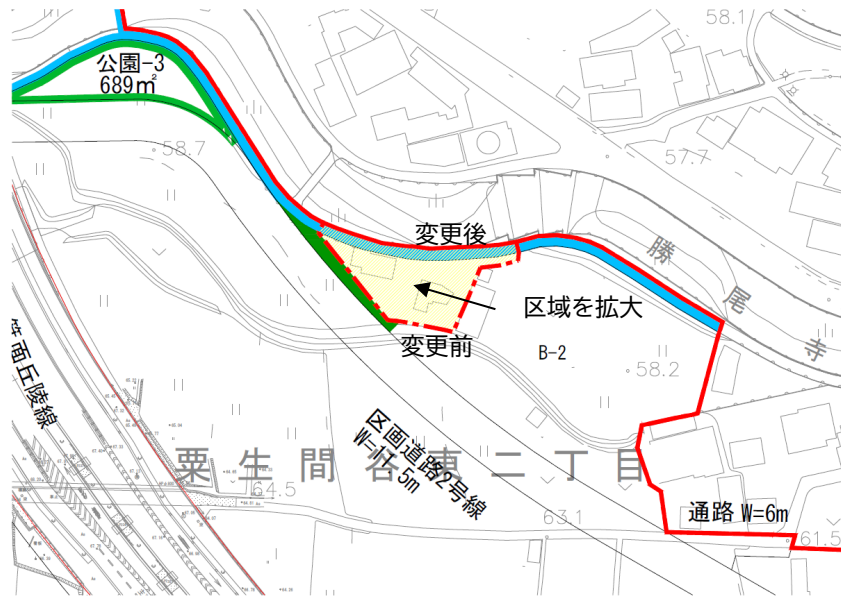 58.1
公園-3
689㎡
58.7
57.7
変更後
勝尾寺
区域を拡大
変更前
B-2
58.2
箕面丘陵線
区画道路2号線
W=11.5m
粟生間谷東二丁目
64.5
63.1
通路 W=6m
61.5